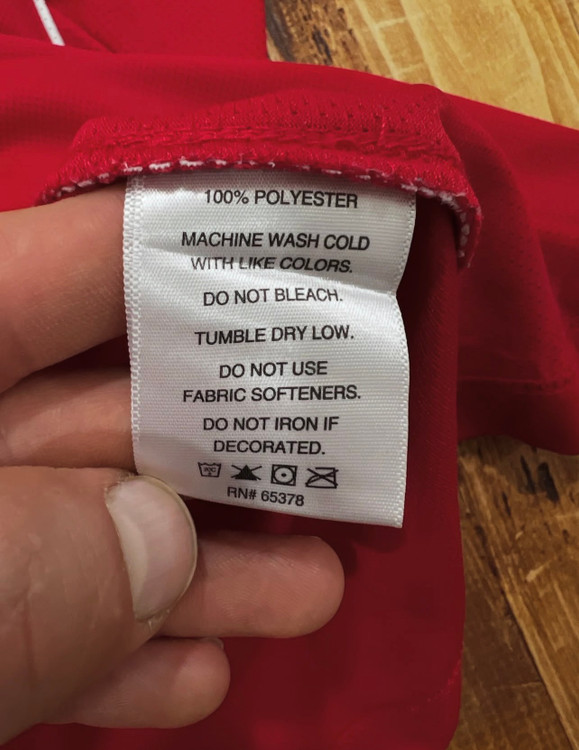 100% POLYESTER
MACHINE WASH COLD
WITH LIKE COLORS.
DO NOT BLEACH.
TUMBLE DRY LOW.
DO NOT USE
FABRIC SOFTENERS.
DO NOT IRON IF
DECORATED.
RN# 65378